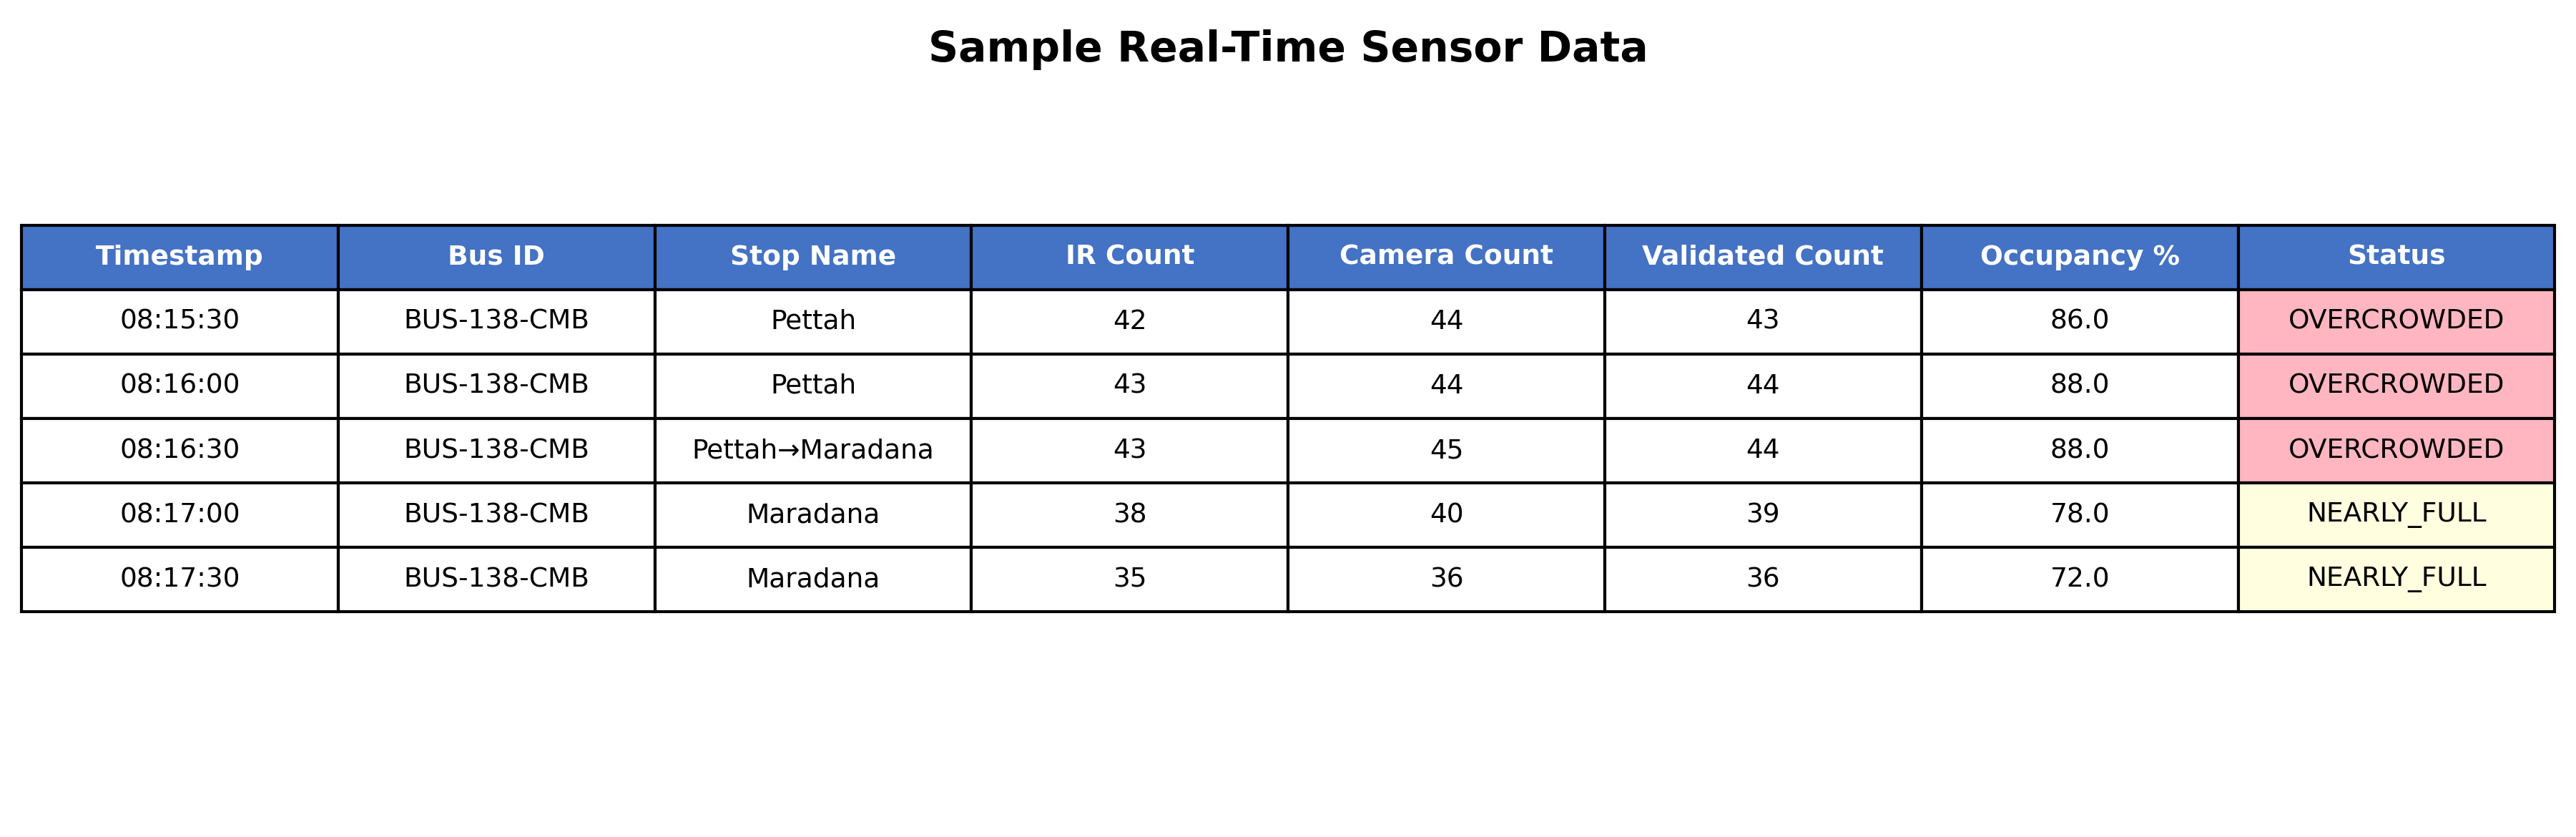 Sample Real-Time Sensor Data
Timestamp Bus ID Stop Name IR Count Camera Count Validated Count Occupancy % Status
08:15:30 BUS-138-CMB Pettah 42 44 43 86.0 OVERCROWDED
08:16:00 BUS-138-CMB Pettah 43 44 44 88.0 OVERCROWDED
08:16:30 BUS-138-CMB Pettah→Maradana 43 45 44 88.0 OVERCROWDED
08:17:00 BUS-138-CMB Maradana 38 40 39 78.0 NEARLY_FULL
08:17:30 BUS-138-CMB Maradana 35 36 36 72.0 NEARLY_FULL